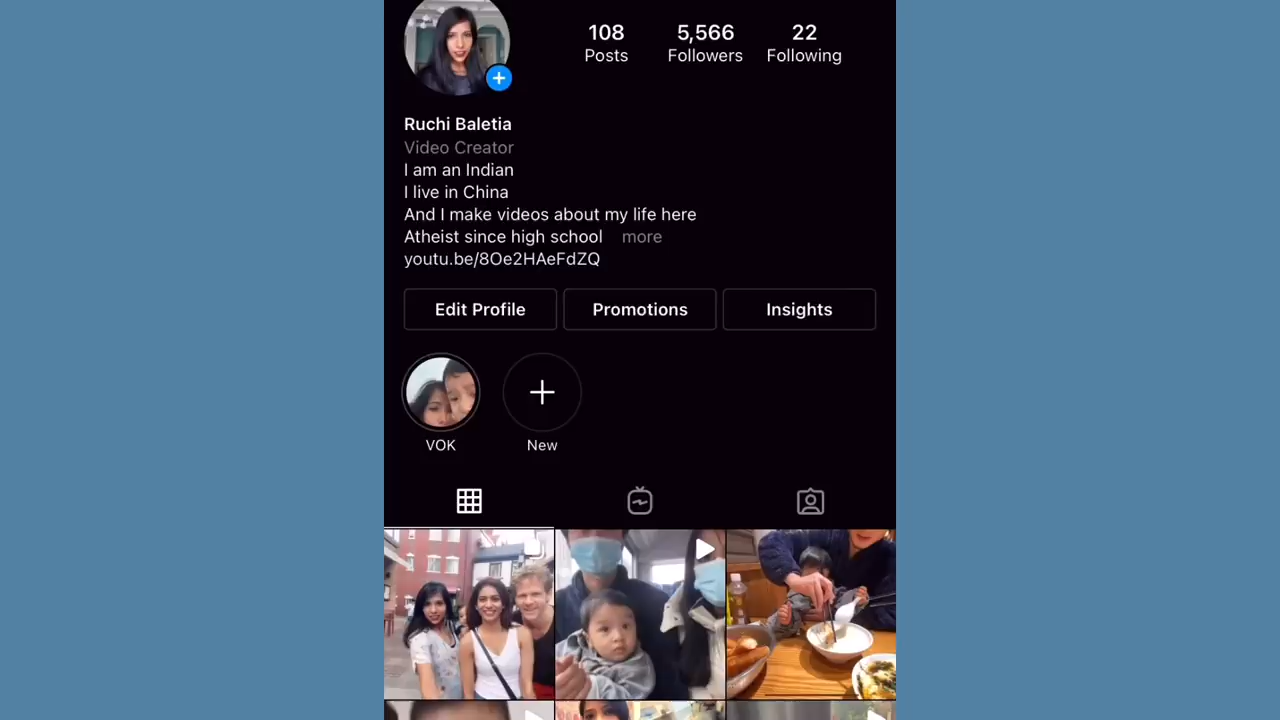 108 5,566 22
Posts Followers Following
Ruchi Baletia
Video Creator
I am an Indian
I live in China
And I make videos about my life here
Atheist since high school more
youtu.be/8Oe2HAeFdZQ
Edit Profile Promotions Insights
VOK New